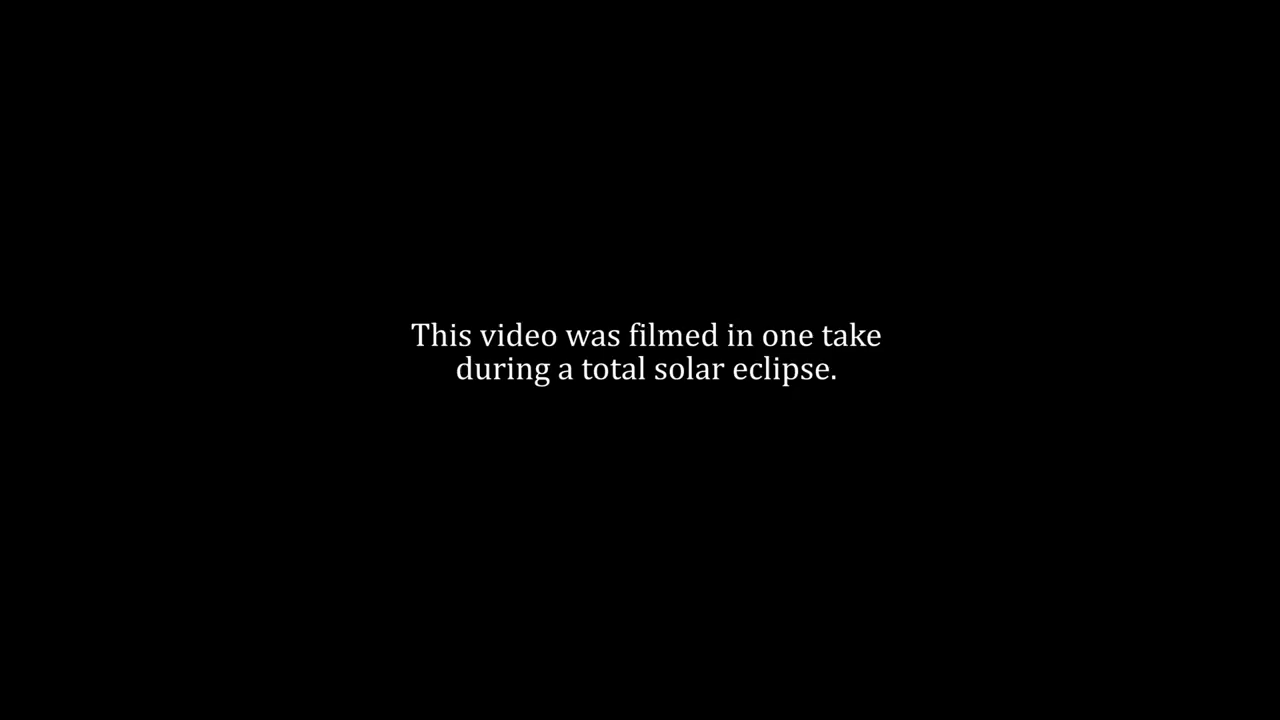 This video was filmed in one take
during a total solar eclipse.